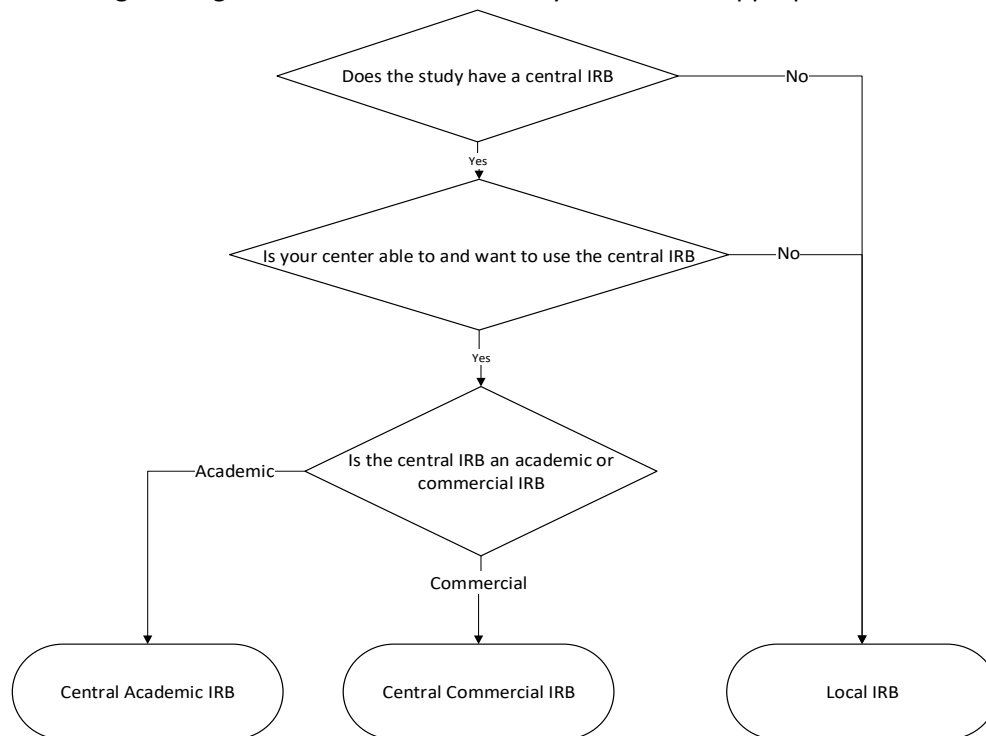 Does the study have a central IRB
No
Yes
Is your center able to and want to use the central IRB
No
Yes
Is the central IRB an academic or
commercial IRB
Academic
Commercial
Central Academic IRB
Central Commercial IRB
Local IRB